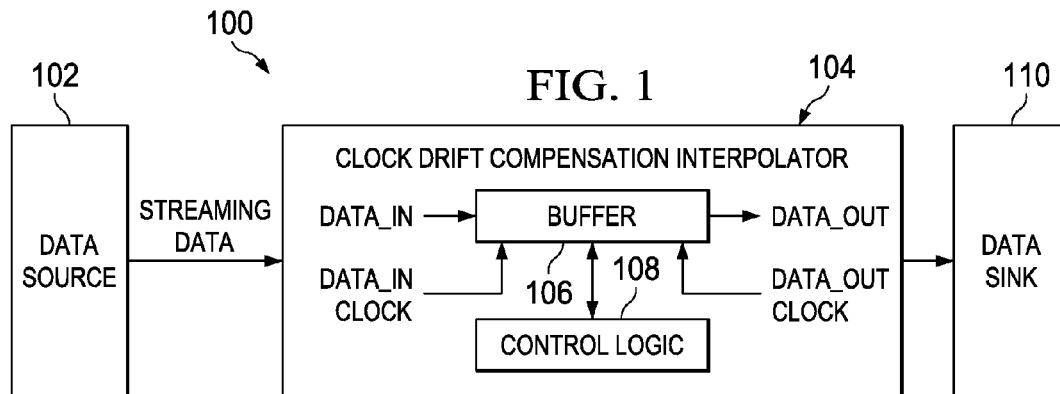 100
FIG. 1
102
104
110
CLOCK DRIFT COMPENSATION INTERPOLATOR
STREAMING
DATA
DATA
SOURCE
DATA_IN
BUFFER
DATA_OUT
DATA_IN
CLOCK
106
108
DATA_OUT
CLOCK
CONTROL LOGIC
DATA
SINK